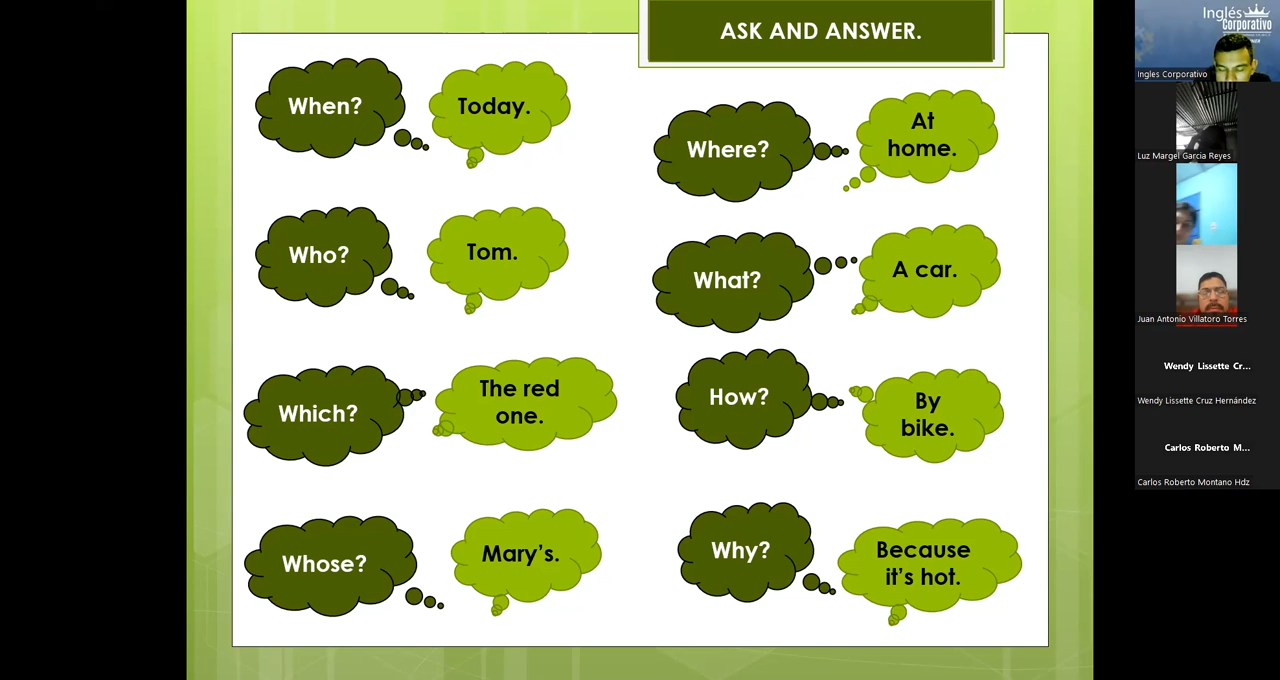 ASK AND ANSWER.
When?
Today.
Where?
At
home.
Who?
Tom.
What?
A car.
Which?
The red
one.
How?
By
bike.
Whose?
Mary's.
Why?
Because
it's hot.
Inglés
Corporativo
Ingles Corporativo
Luz Margel Garcia Reyes
Juan Antonio Villatoro Torres
Wendy Lissette Cr...
Wendy Lissette Cruz Hernández
Carlos Roberto M...
Carlos Roberto Montano Hdz